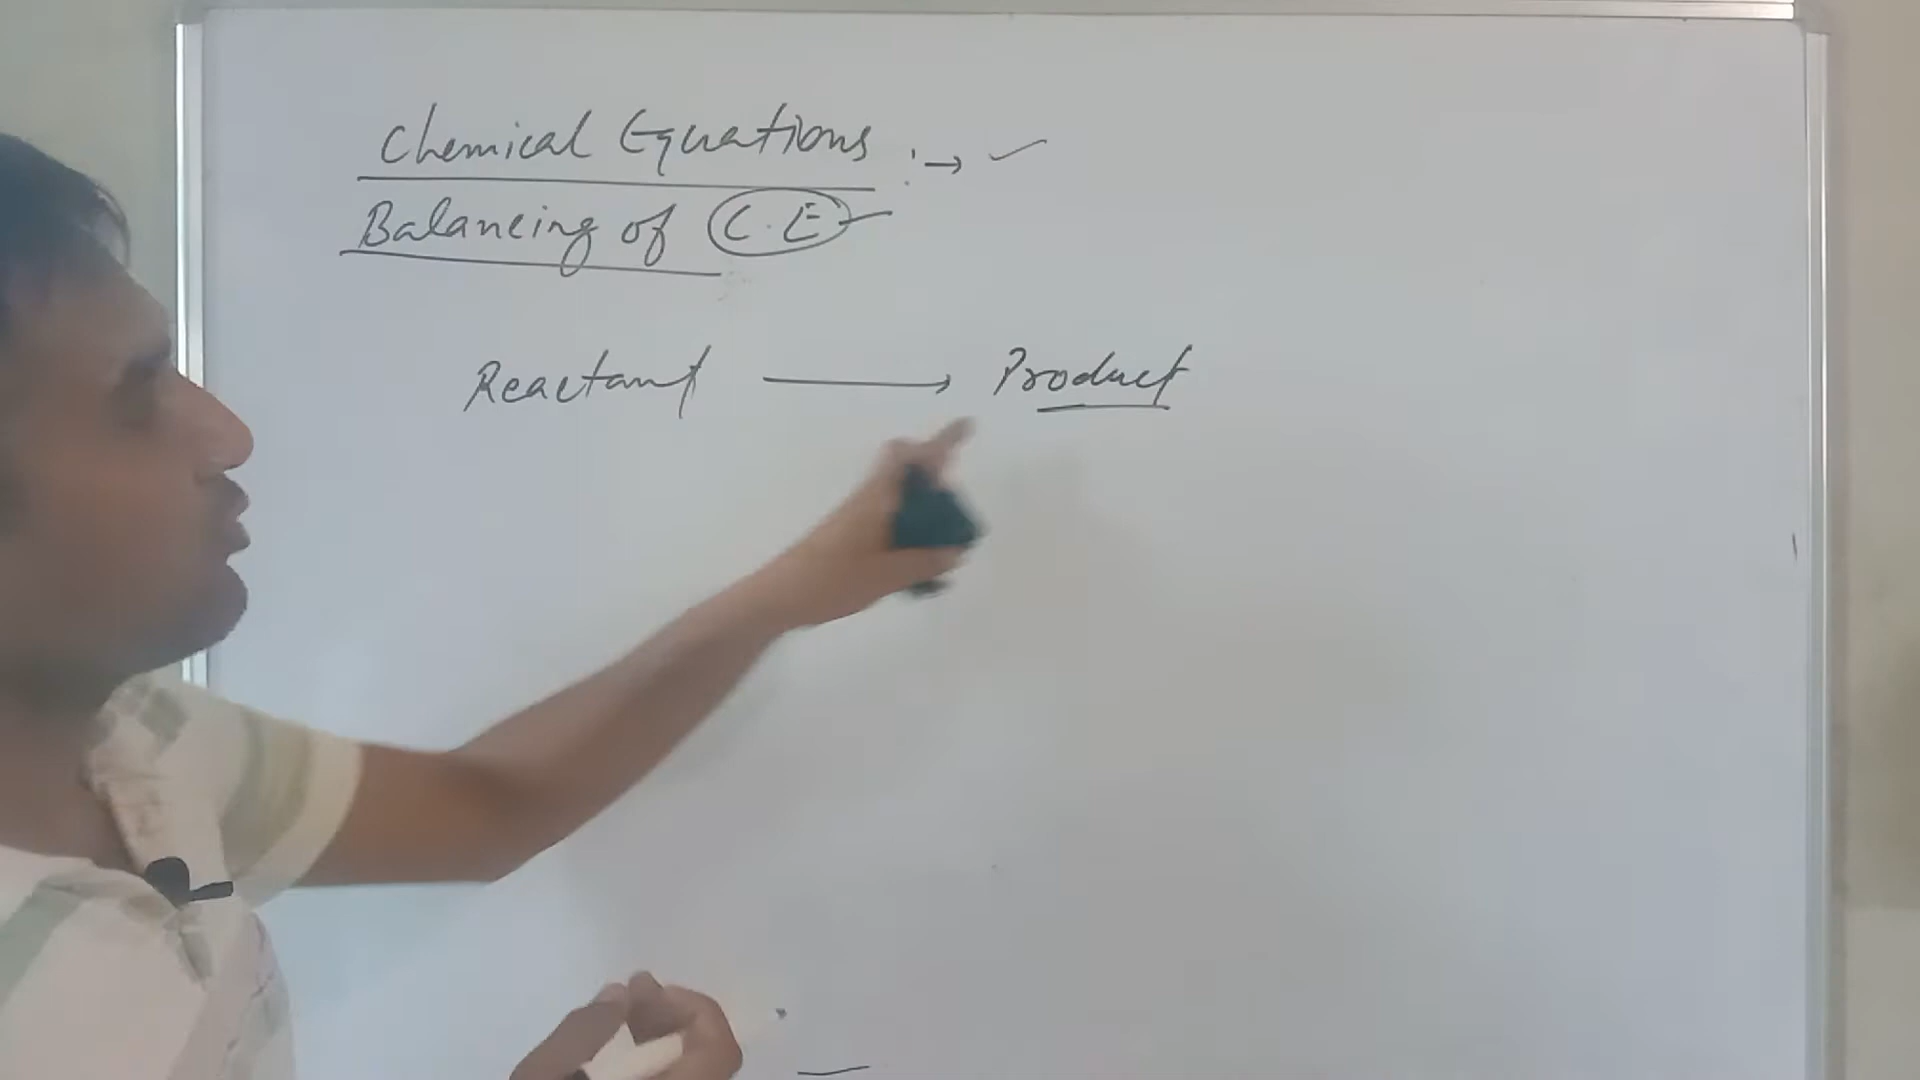 Chemical Equations :→ ✓
Balancing of C.E
Reactant → Product